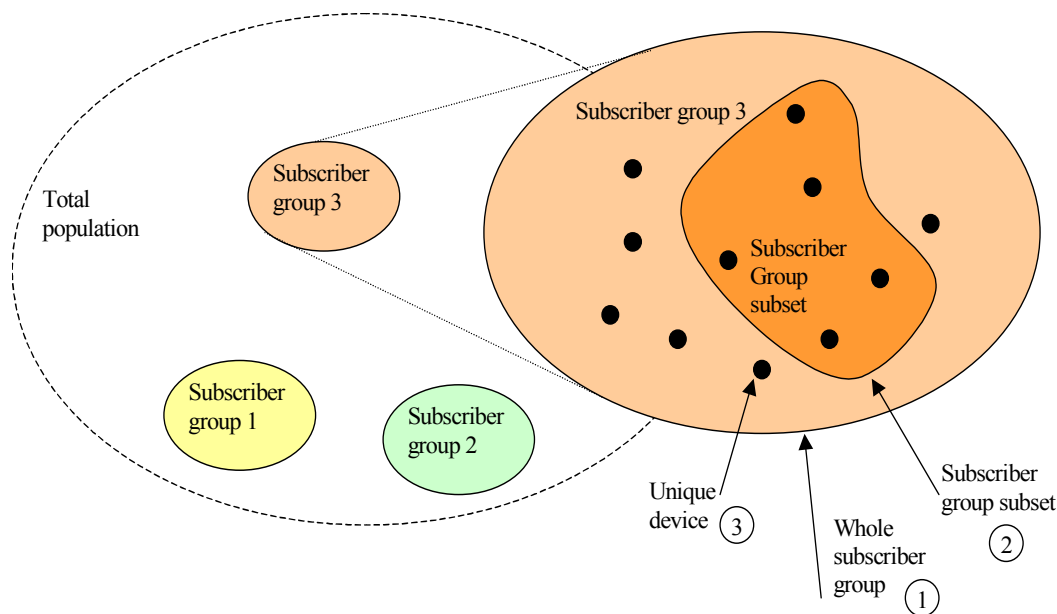 Subscriber group 3
Subscriber
group 3
Total
population
Subscriber
Group
subset
Subscriber
group 1
Subscriber
group 2
Unique
device 3
Subscriber
group subset
2
Whole
subscriber
group 1